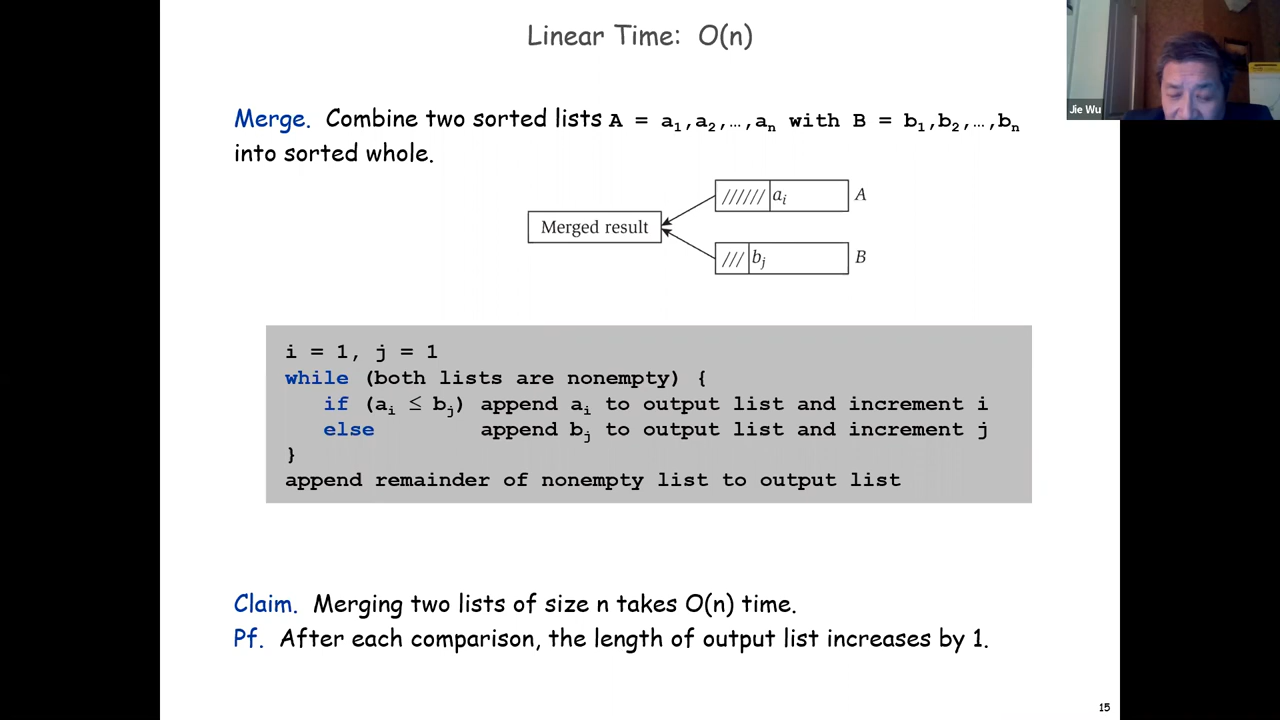 Linear Time: O(n)
Jie Wu
Merge. Combine two sorted lists A = a₁,a₂,…,aₙ with B = b₁,b₂,…,bₙ
into sorted whole.
////// aᵢ A
Merged result
/// bⱼ B
i = 1, j = 1
while (both lists are nonempty) {
if (aᵢ ≤ bⱼ) append aᵢ to output list and increment i
else append bⱼ to output list and increment j
}
append remainder of nonempty list to output list
Claim. Merging two lists of size n takes O(n) time.
Pf. After each comparison, the length of output list increases by 1.
15